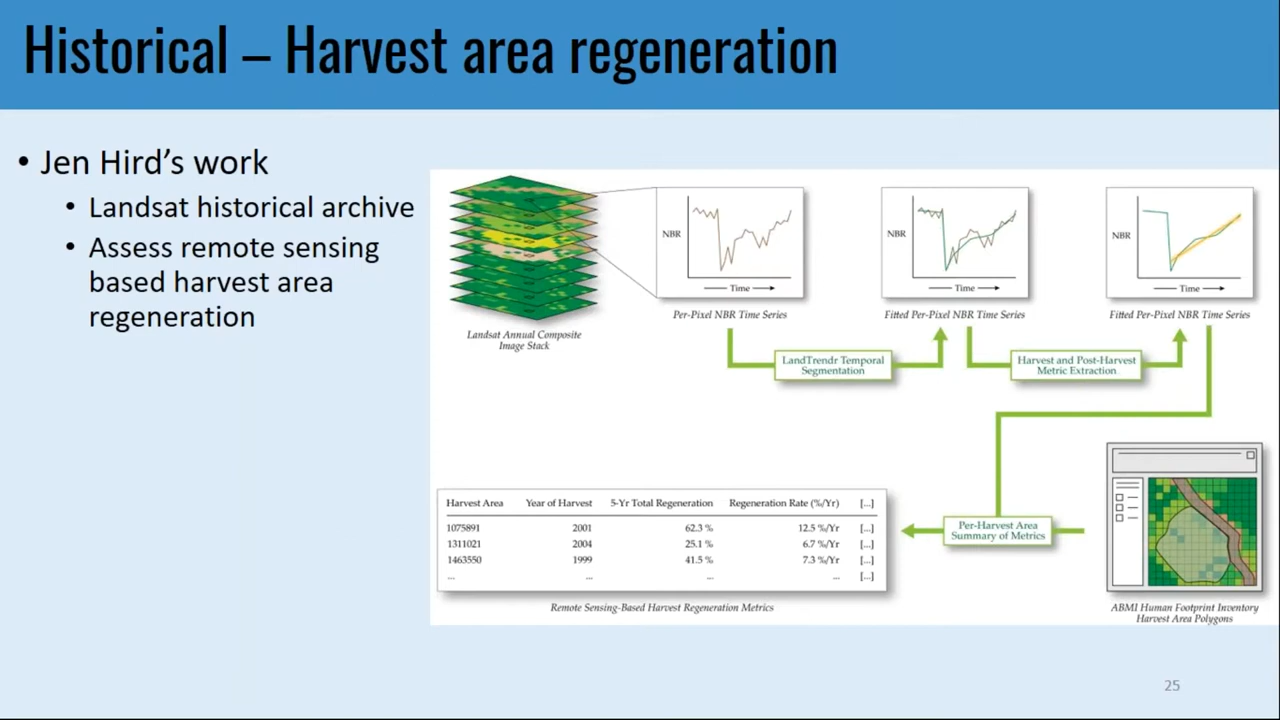 Historical – Harvest area regeneration
• Jen Hird’s work
• Landsat historical archive
• Assess remote sensing
based harvest area
regeneration
Landsat Annual Composite
Image Stack
NBR
Time
Per-Pixel NBR Time Series
NBR
Time
Fitted Per-Pixel NBR Time Series
NBR
Time
Fitted Per-Pixel NBR Time Series
LandTrendr Temporal
Segmentation
Harvest and Post-Harvest
Metric Extraction
Harvest Area Year of Harvest 5-Yr Total Regeneration Regeneration Rate (%/Yr) [...]
1075891 2001 62.3 % 12.5 %/Yr [...]
1311021 2004 25.1 % 6.7 %/Yr [...]
1463550 1999 41.5 % 7.3 %/Yr [...]
... ... ... ... [...]
Remote Sensing-Based Harvest Regeneration Metrics
Per-Harvest Area
Summary of Metrics
ABMI Human Footprint Inventory
Harvest Area Polygons
25